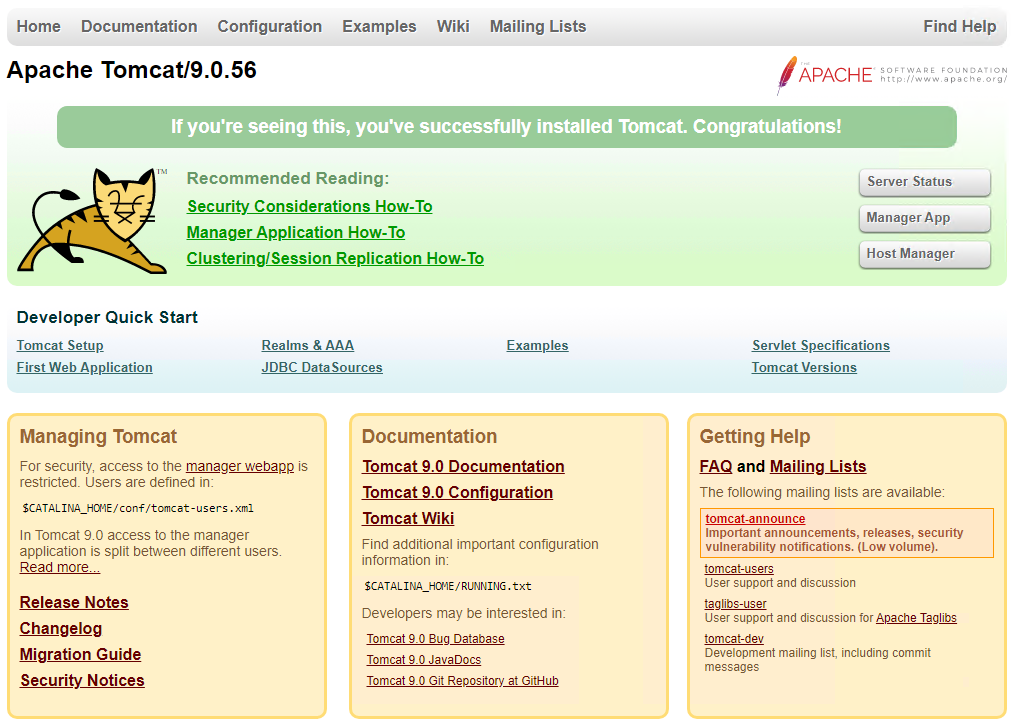 Home Documentation Configuration Examples Wiki Mailing Lists Find Help
Apache Tomcat/9.0.56
THE
APACHE SOFTWARE FOUNDATION
http://www.apache.org/
If you're seeing this, you've successfully installed Tomcat. Congratulations!
TM
Recommended Reading:
Security Considerations How-To
Manager Application How-To
Clustering/Session Replication How-To
Server Status
Manager App
Host Manager
Developer Quick Start
Tomcat Setup
First Web Application
Realms & AAA
JDBC DataSources
Examples
Servlet Specifications
Tomcat Versions
Managing Tomcat
For security, access to the manager webapp is
restricted. Users are defined in:
$CATALINA_HOME/conf/tomcat-users.xml
In Tomcat 9.0 access to the manager
application is split between different users.
Read more...
Release Notes
Changelog
Migration Guide
Security Notices
Documentation
Tomcat 9.0 Documentation
Tomcat 9.0 Configuration
Tomcat Wiki
Find additional important configuration
information in:
$CATALINA_HOME/RUNNING.txt
Developers may be interested in:
Tomcat 9.0 Bug Database
Tomcat 9.0 JavaDocs
Tomcat 9.0 Git Repository at GitHub
Getting Help
FAQ and Mailing Lists
The following mailing lists are available:
tomcat-announce
Important announcements, releases, security
vulnerability notifications. (Low volume).
tomcat-users
User support and discussion
taglibs-user
User support and discussion for Apache Taglibs
tomcat-dev
Development mailing list, including commit
messages